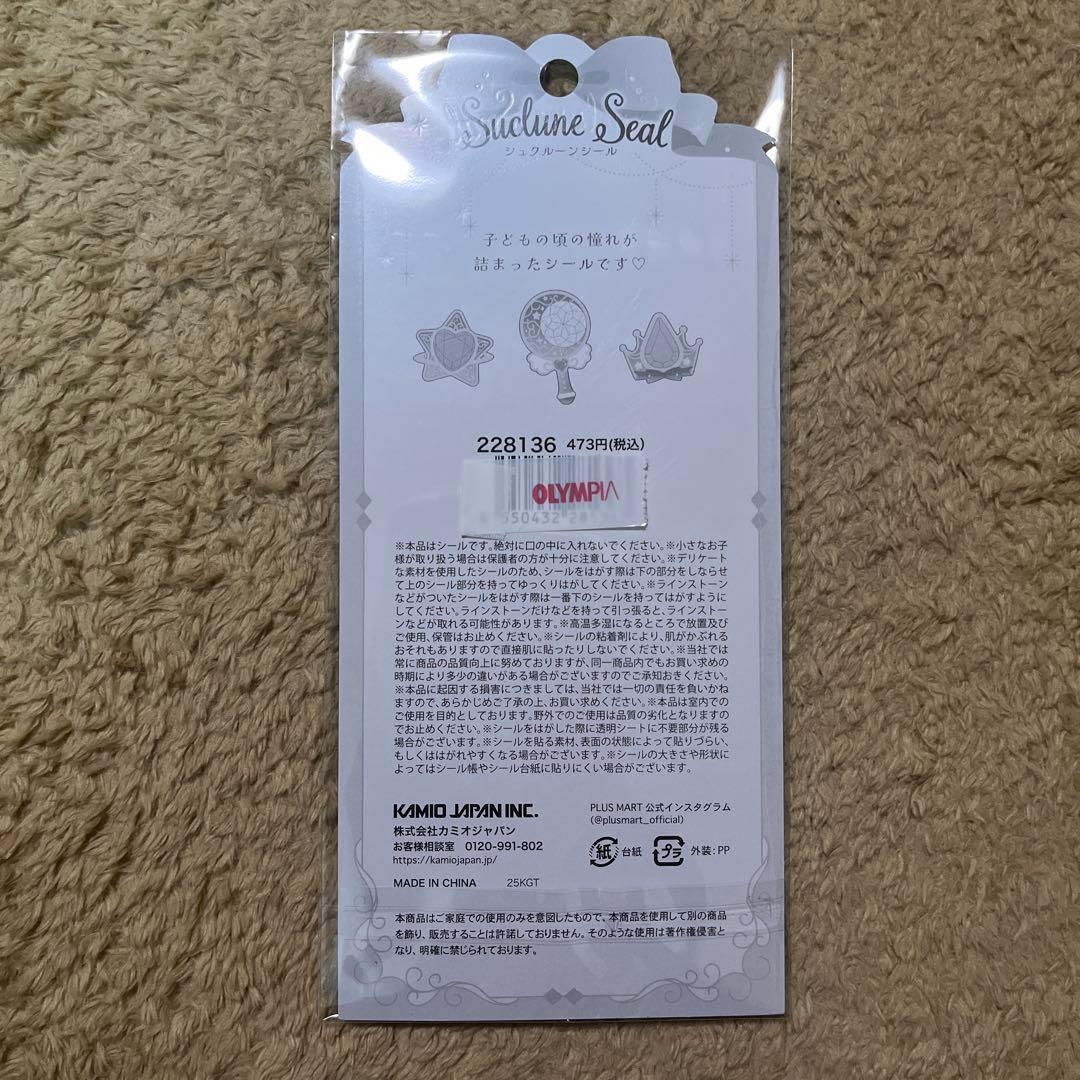 Suclune Seal
シュクルーンシール
子どもの頃の憧れが
詰まったシールです♡
228136 473円(税込)
OLYMPIA
※本品はシールです。絶対に口の中に入れないでください。※小さなお子
様が取り扱う場合は保護者の方が十分に注意してください。※デリケート
な素材を使用したシールのため、シールをはがす際は下の部分をしならせ
て上のシール部分を持ってゆっくりはがしてください。※ラインストーン
などがついたシールをはがす際は一番下のシールを持ってはがすように
してください。ラインストーンだけなどを持って引っ張ると、ラインストー
ンなどが取れる可能性があります。※高温多湿になるところで放置及び
ご使用、保管はお止めください。※シールの粘着剤により、肌がかぶれる
おそれもありますので直接肌に貼ったりしないでください。※当社では
常に商品の品質向上に努めておりますが、同一商品内でもお買い求めの
時期により多少の違いがある場合がございますのでご承知おきください。
※本品に起因する損害につきましては、当社では一切の責任を負いかね
ますので、あらかじめご了承の上、お買い求めください。※本品は室内での
ご使用を目的としております。野外でのご使用は品質の劣化となりますの
でお止めください。※シールをはがした際に透明シートに不要部分が残る
場合がございます。※シールを貼る素材、表面の状態によって貼りづらい、
もしくははがれやすくなる場合がございます。※シールの大きさや形状に
よってはシール帳やシール台紙に貼りにくい場合がございます。
KAMIO JAPAN INC.
株式会社カミオジャパン
お客様相談室 0120-991-802
https://kamiojapan.jp/
PLUS MART 公式インスタグラム
(@plusmart_official)
紙 台紙 プラ 外装:PP
MADE IN CHINA 25KGT
本商品はご家庭での使用のみを意図したもので、本商品を使用して別の商品
を飾り、販売することは許諾しておりません。そのような使用は著作権侵害と
なり、明確に禁じられております。